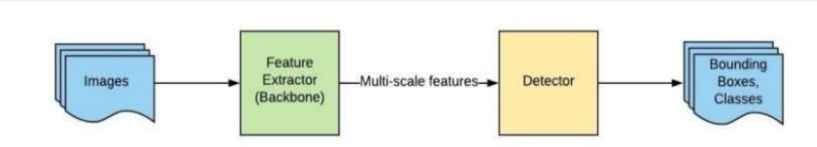 Images
Feature
Extractor
(Backbone)
Multi-scale features
Detector
Bounding
Boxes,
Classes